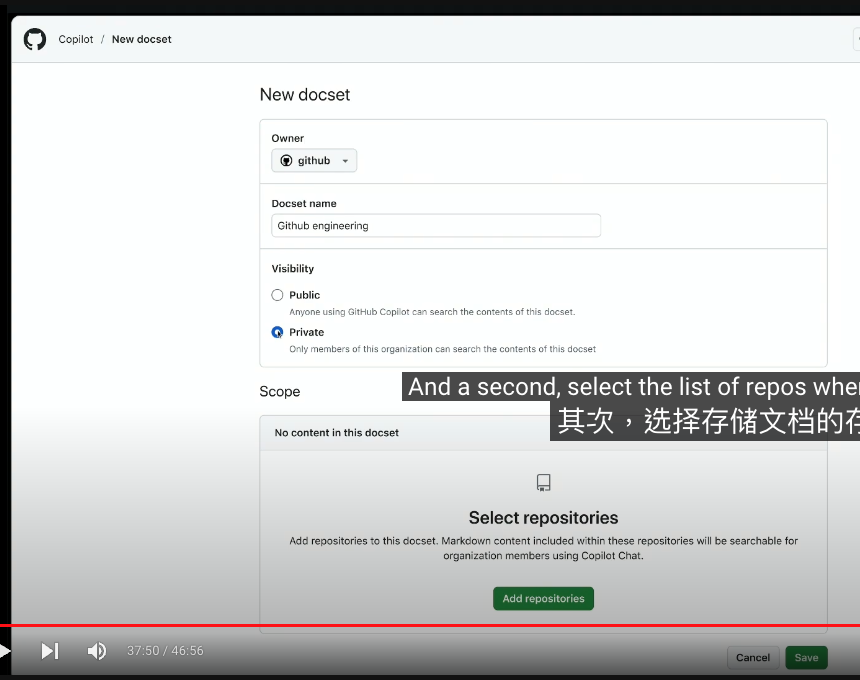 Copilot / New docset
New docset
Owner
github
Docset name
Github engineering
Visibility
Public
Anyone using GitHub Copilot can search the contents of this docset.
Private
Only members of this organization can search the contents of this docset
Scope
And a second, select the list of repos
其次，选择存储文档的
No content in this docset
Select repositories
Add repositories to this docset. Markdown content included within these repositories will be searchable for
organization members using Copilot Chat.
Add repositories
37:50 / 46:56
Cancel
Save